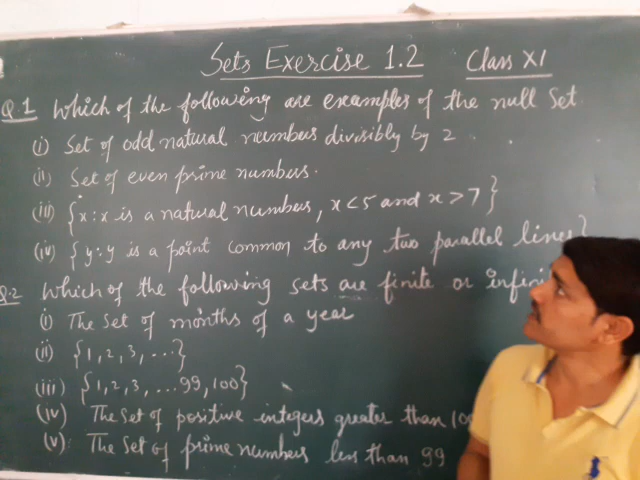 Sets Exercise 1.2 Class XI
Q.1 Which of the following are examples of the null set
(i) Set of odd natural numbers divisibly by 2
(ii) Set of even prime numbers.
(iii) {x:x is a natural numbers, x<5 and x>7}
(iv) {y:y is a point common to any two parallel lines}
Q.2 Which of the following sets are finite or infini
(i) The Set of months of a year
(ii) {1,2,3,...}
(iii) {1,2,3,...99,100}
(iv) The Set of positive integers greater than 10
(v) The Set of prime numbers less than 99